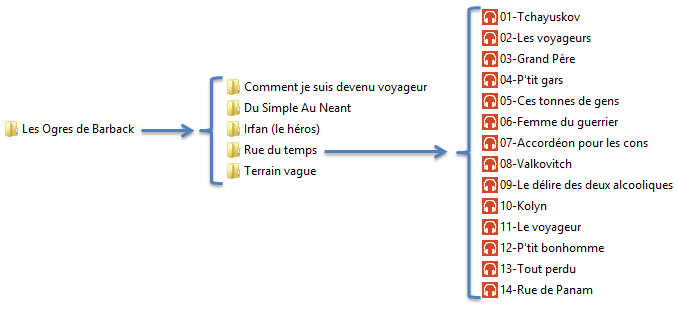 Les Ogres de Barback
Comment je suis devenu voyageur
Du Simple Au Neant
Irfan (le héros)
Rue du temps
Terrain vague
01-Tchayuskov
02-Les voyageurs
03-Grand Père
04-P'tit gars
05-Ces tonnes de gens
06-Femme du guerrier
07-Accordéon pour les cons
08-Valkovitch
09-Le délire des deux alcooliques
10-Kolyn
11-Le voyageur
12-P'tit bonhomme
13-Tout perdu
14-Rue de Panam